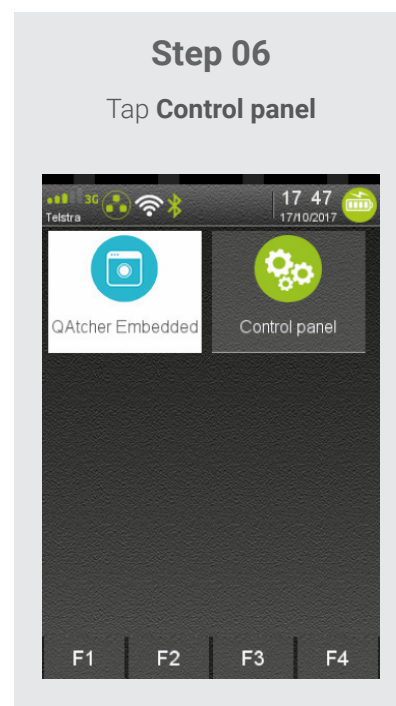 Step 06
Tap Control panel
3G
17 47
Telstra
17/10/2017
QAtcher Embedded
Control panel
F1 F2 F3 F4